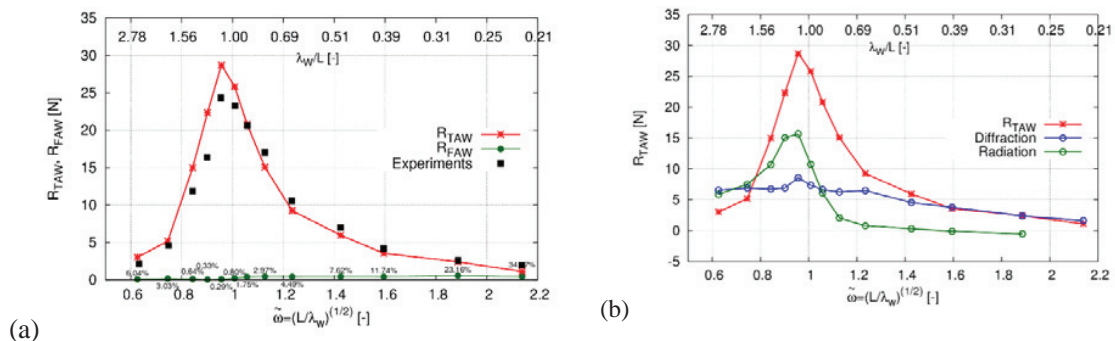 35
2.78 1.56 1.00 0.69 0.51 0.39 0.31 0.25 0.21
λW/L [-]
30
25
20
15
10
5
0
RTAW, RFAW [N]
RTAW
RFAW
Experiments
6.04% 3.03% 0.64% 0.33% 0.29% 0.80% 1.75% 2.97% 4.49% 7.62% 11.74% 23.16%
0.6 0.8 1 1.2 1.4 1.6 1.8 2 2.2
ω̃=(L/λW)(1/2) [-]
(a)
35
2.78 1.56 1.00 0.69 0.51 0.39 0.31 0.25 0.21
λW/L [-]
30
25
20
15
10
5
0
-5
RTAW [N]
RTAW
Diffraction
Radiation
0.6 0.8 1 1.2 1.4 1.6 1.8 2 2.2
ω̃=(L/λW)(1/2) [-]
(b)